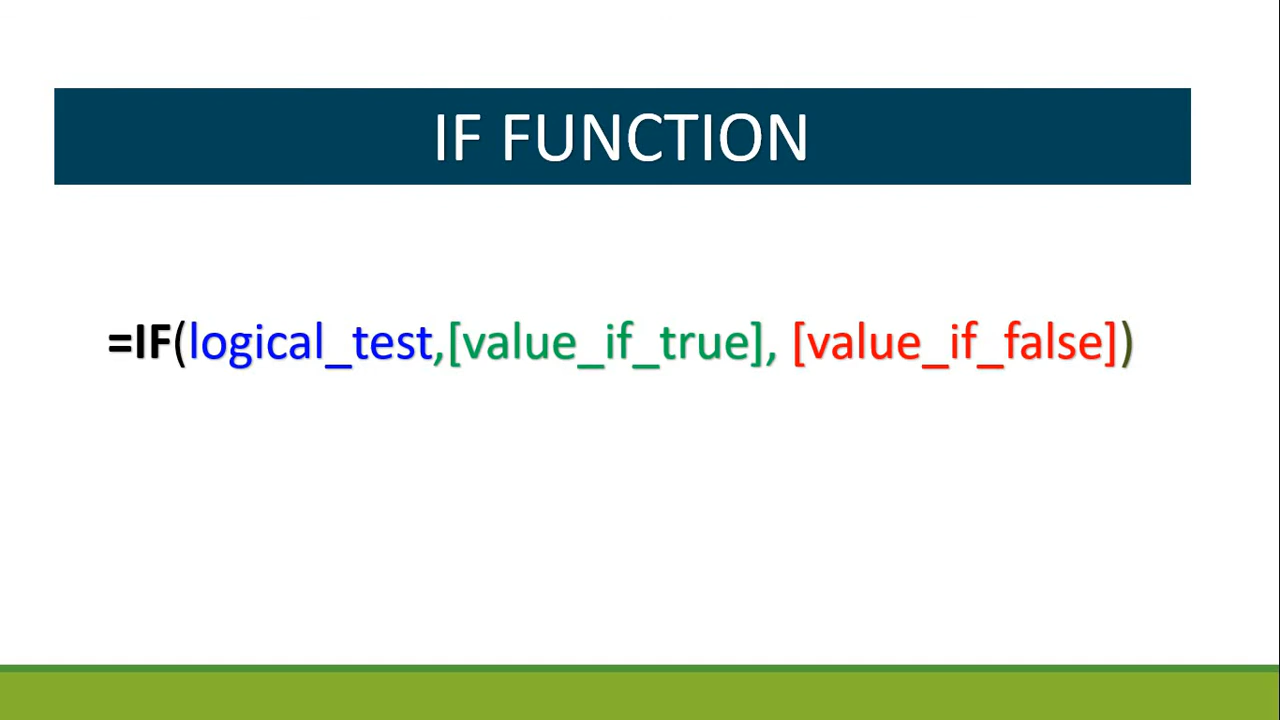 IF FUNCTION
=IF(logical_test,[value_if_true], [value_if_false])